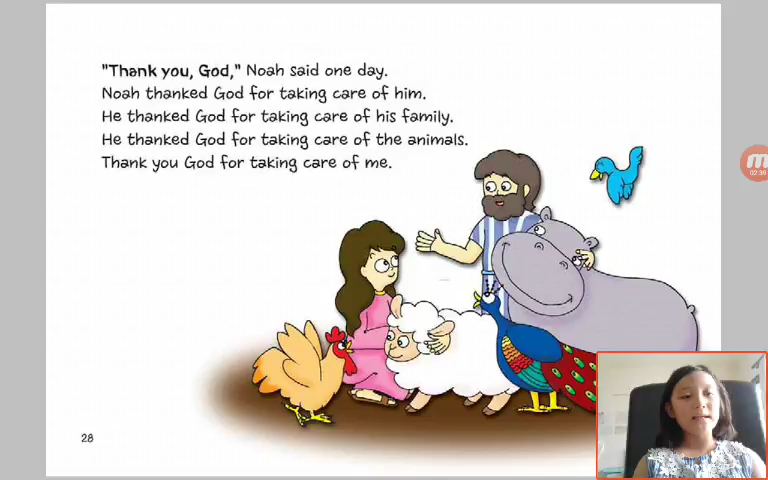 "Thank you, God," Noah said one day.
Noah thanked God for taking care of him.
He thanked God for taking care of his family.
He thanked God for taking care of the animals.
Thank you God for taking care of me.
28
M
02:39